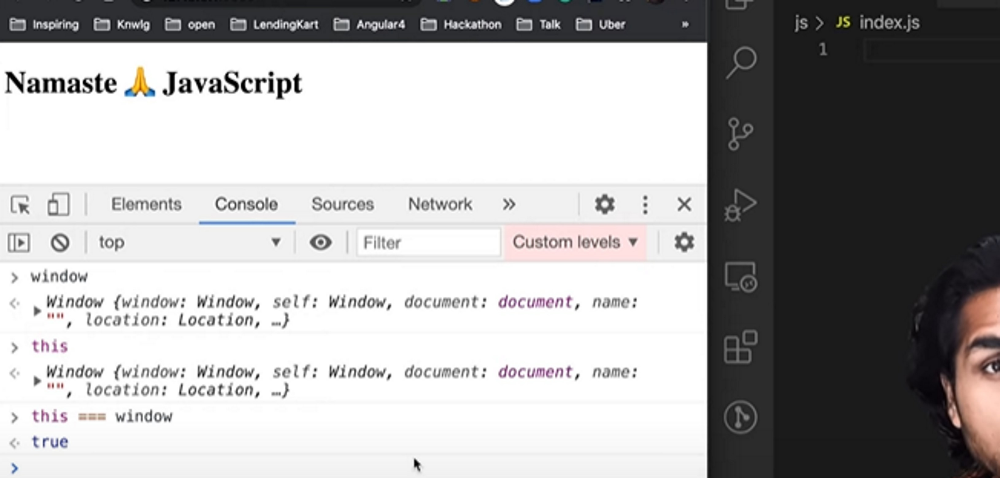 Inspiring Knwlg open LendingKart Angular4 Hackathon Talk Uber »
Namaste 🙏 JavaScript
Elements Console Sources Network »
top Filter Custom levels
> window
Window {window: Window, self: Window, document: document, name:
"", location: Location, …}
> this
Window {window: Window, self: Window, document: document, name:
"", location: Location, …}
> this === window
true
>
js > JS index.js
1